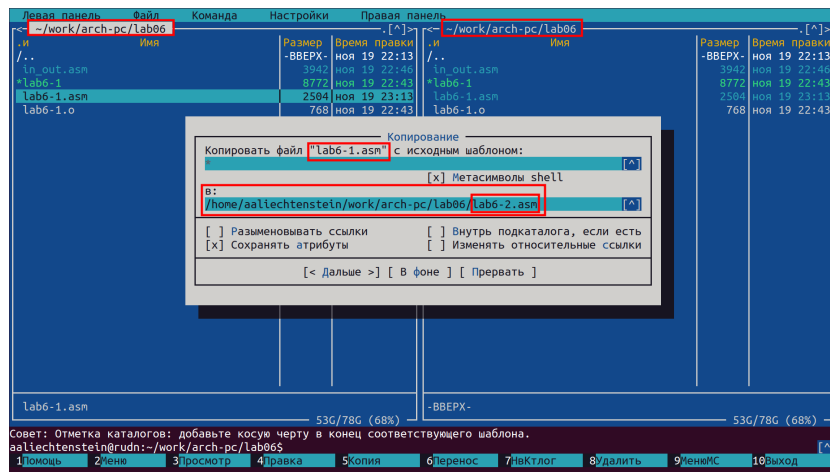 Левая панель Файл Команда Настройки Правая панель
<- ~/work/arch-pc/lab06 .[^]>
.и Имя Размер Время правки
/.. -ВВЕРХ- ноя 19 22:13
in_out.asm 3942 ноя 19 22:46
*lab6-1 8772 ноя 19 22:43
lab6-1.asm 2504 ноя 19 23:13
lab6-1.o 768 ноя 19 22:43
<- ~/work/arch-pc/lab06 .[^]>
.и Имя Размер Время правки
/.. -ВВЕРХ- ноя 19 22:13
in_out.asm 3942 ноя 19 22:46
*lab6-1 8772 ноя 19 22:43
lab6-1.asm 2504 ноя 19 23:13
lab6-1.o 768 ноя 19 22:43
Копирование
Копировать файл "lab6-1.asm" с исходным шаблоном:
* [^]
[x] Метасимволы shell
в:
/home/aaliechtenstein/work/arch-pc/lab06/lab6-2.asm [^]
[ ] Разыменовывать ссылки [ ] Внутрь подкаталога, если есть
[x] Сохранять атрибуты [ ] Изменять относительные ссылки
[< Дальше >] [ В фоне ] [ Прервать ]
lab6-1.asm
53G/78G (68%)
-ВВЕРХ-
53G/78G (68%)
Совет: Отметка каталогов: добавьте косую черту в конец соответствующего шаблона.
aaliechtenstein@rudn:~/work/arch-pc/lab06$ [^
1Помощь 2Меню 3Просмотр 4Правка 5Копия 6Перенос 7НвКтлог 8Удалить 9МенюМС 10Выход